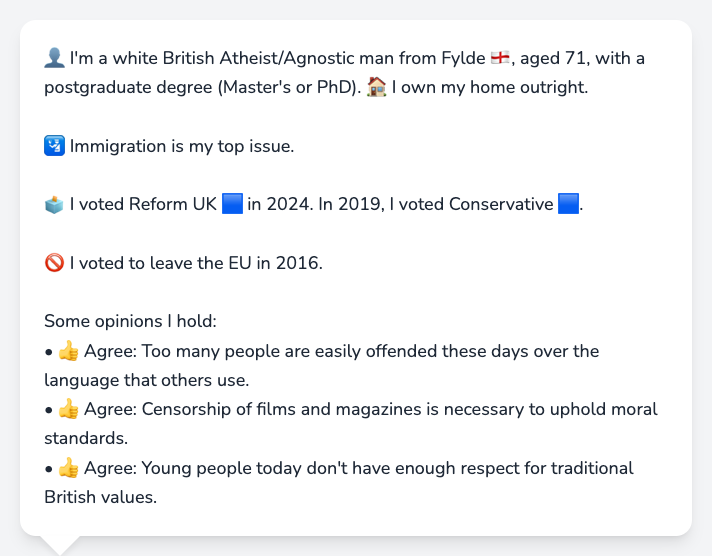 👤 I'm a white British Atheist/Agnostic man from Fylde 🏴󠁧󠁢󠁥󠁮󠁧󠁿, aged 71, with a
postgraduate degree (Master's or PhD). 🏠 I own my home outright.
🛂 Immigration is my top issue.
🗳️ I voted Reform UK 🟦 in 2024. In 2019, I voted Conservative 🟦.
🚫 I voted to leave the EU in 2016.
Some opinions I hold:
• 👍 Agree: Too many people are easily offended these days over the
language that others use.
• 👍 Agree: Censorship of films and magazines is necessary to uphold moral
standards.
• 👍 Agree: Young people today don't have enough respect for traditional
British values.